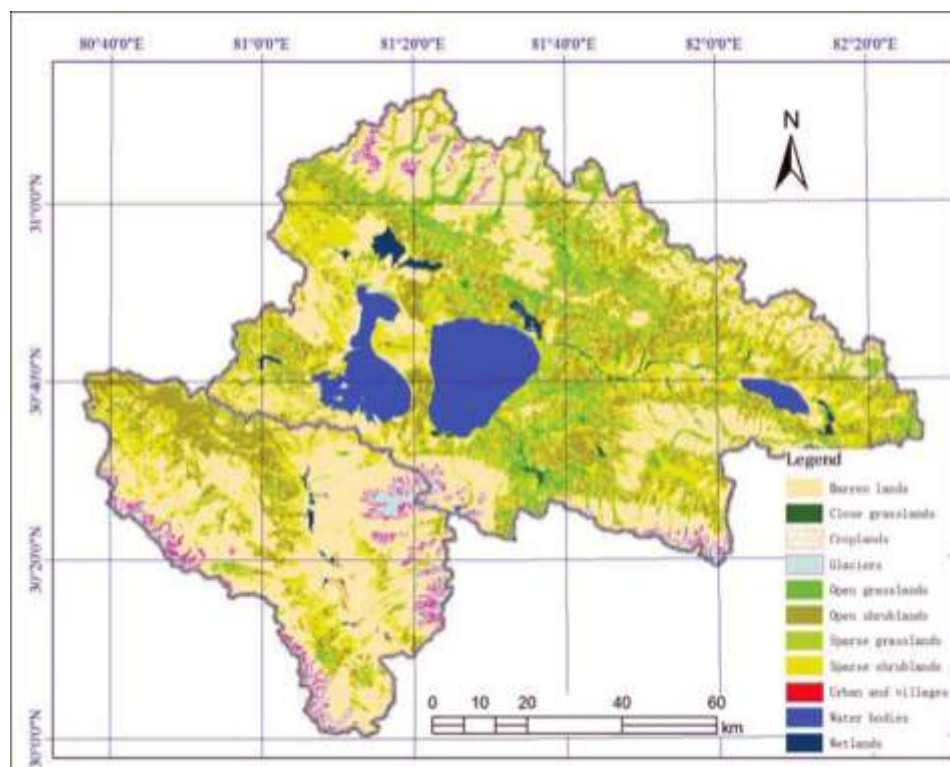 80°40'0"E 81°0'0"E 81°20'0"E 81°40'0"E 82°0'0"E 82°20'0"E
N
31°0'0"N
30°40'0"N
30°20'0"N
30°0'0"N
Legend
Barren lands
Close grasslands
Croplands
Glaciers
Open grasslands
Open shrublands
Sparse grasslands
Sparse shrublands
Urban and villages
Water bodies
Wetlands
0 10 20 40 60
km